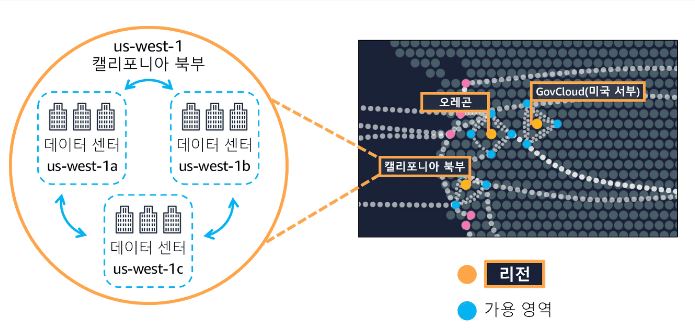 us-west-1
캘리포니아 북부
데이터 센터
us-west-1a
데이터 센터
us-west-1b
데이터 센터
us-west-1c
오레곤
GovCloud(미국 서부)
캘리포니아 북부
리전
가용 영역